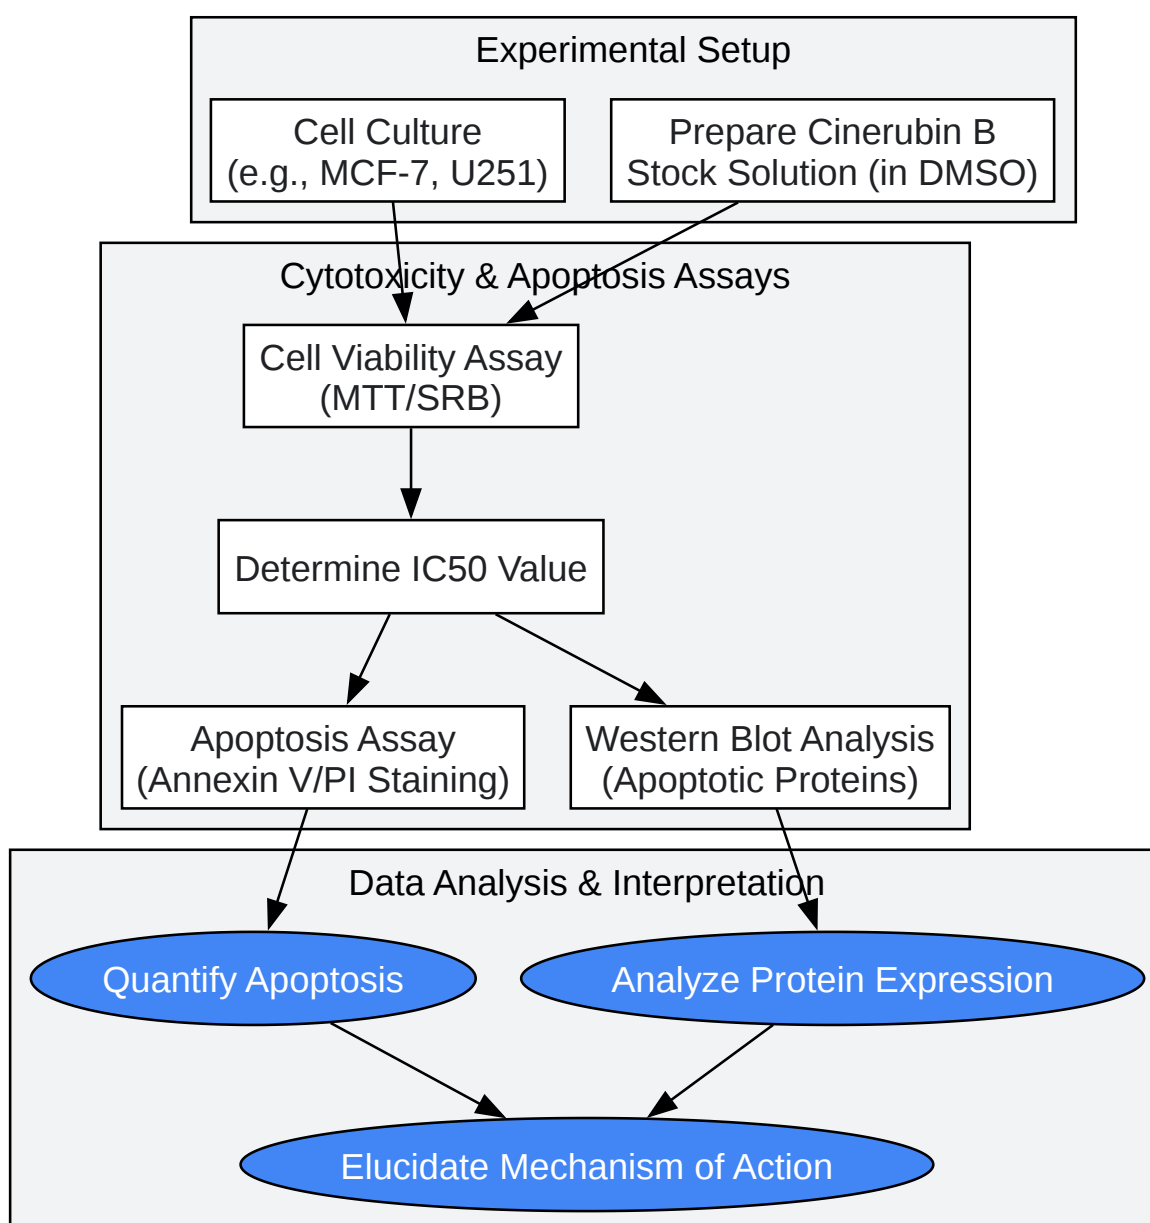 Experimental Setup
Cell Culture
(e.g., MCF-7, U251)
Prepare Cinerubin B
Stock Solution (in DMSO)
Cytotoxicity & Apoptosis Assays
Cell Viability Assay
(MTT/SRB)
Determine IC50 Value
Apoptosis Assay
(Annexin V/PI Staining)
Western Blot Analysis
(Apoptotic Proteins)
Data Analysis & Interpretation
Quantify Apoptosis
Analyze Protein Expression
Elucidate Mechanism of Action